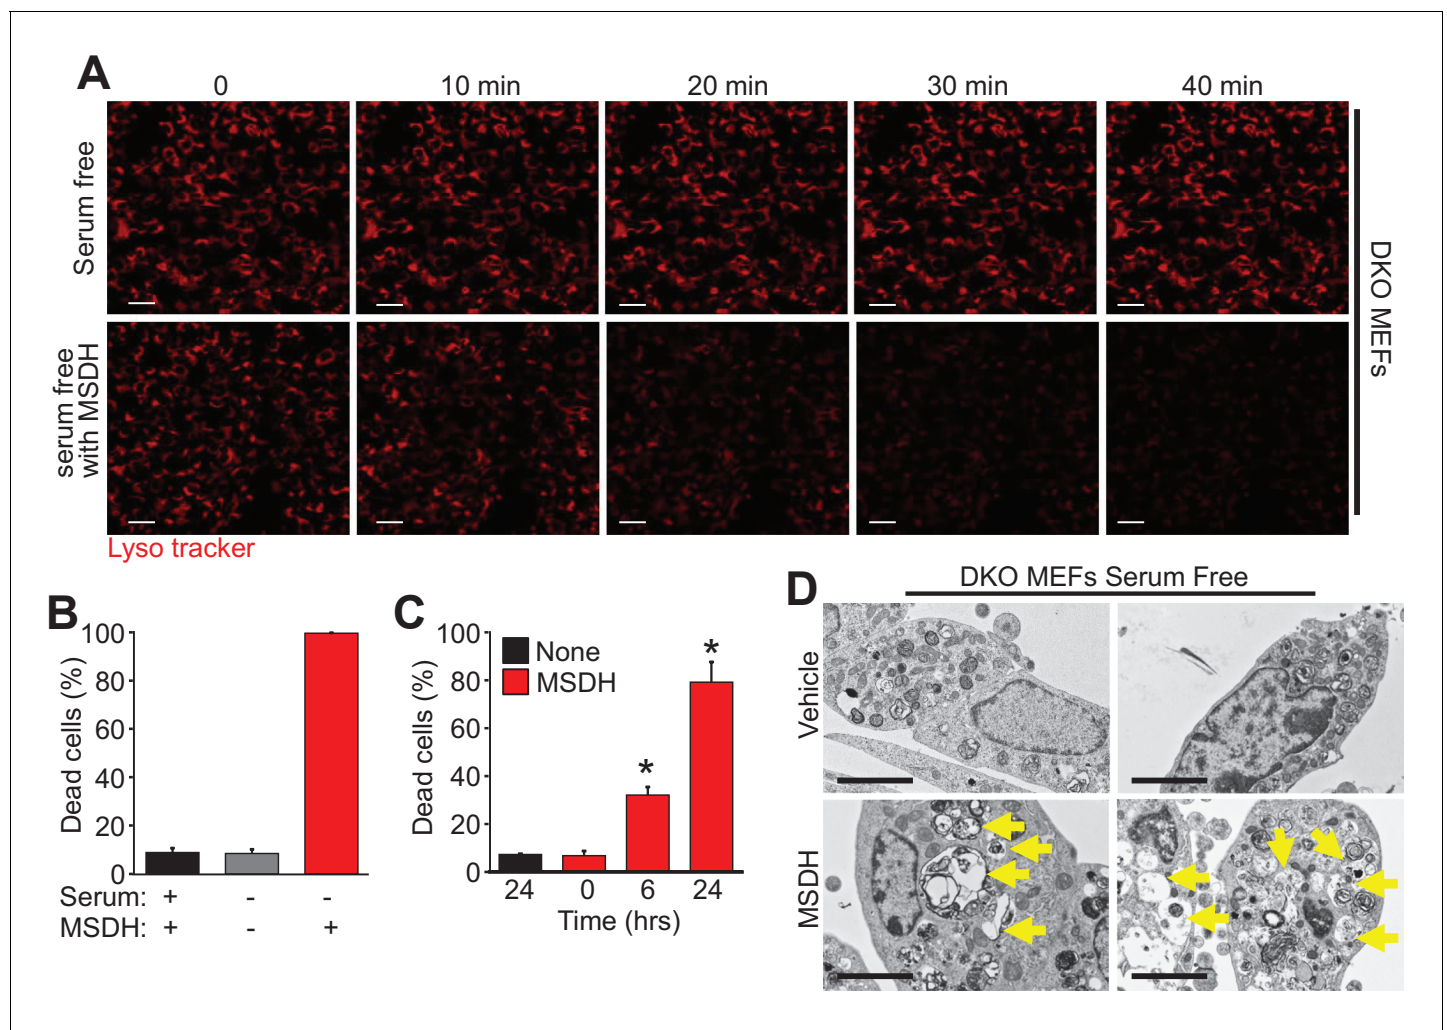 A
0 10 min 20 min 30 min 40 min
Serum free
serum free
with MSDH
DKO MEFs
Lyso tracker
B
Dead cells (%)
100
80
60
40
20
0
Serum: + - -
MSDH: + - +
C
Dead cells (%)
100
80
60
40
20
0
None
MSDH
* *
24 0 6 24
Time (hrs)
D
DKO MEFs Serum Free
Vehicle
MSDH